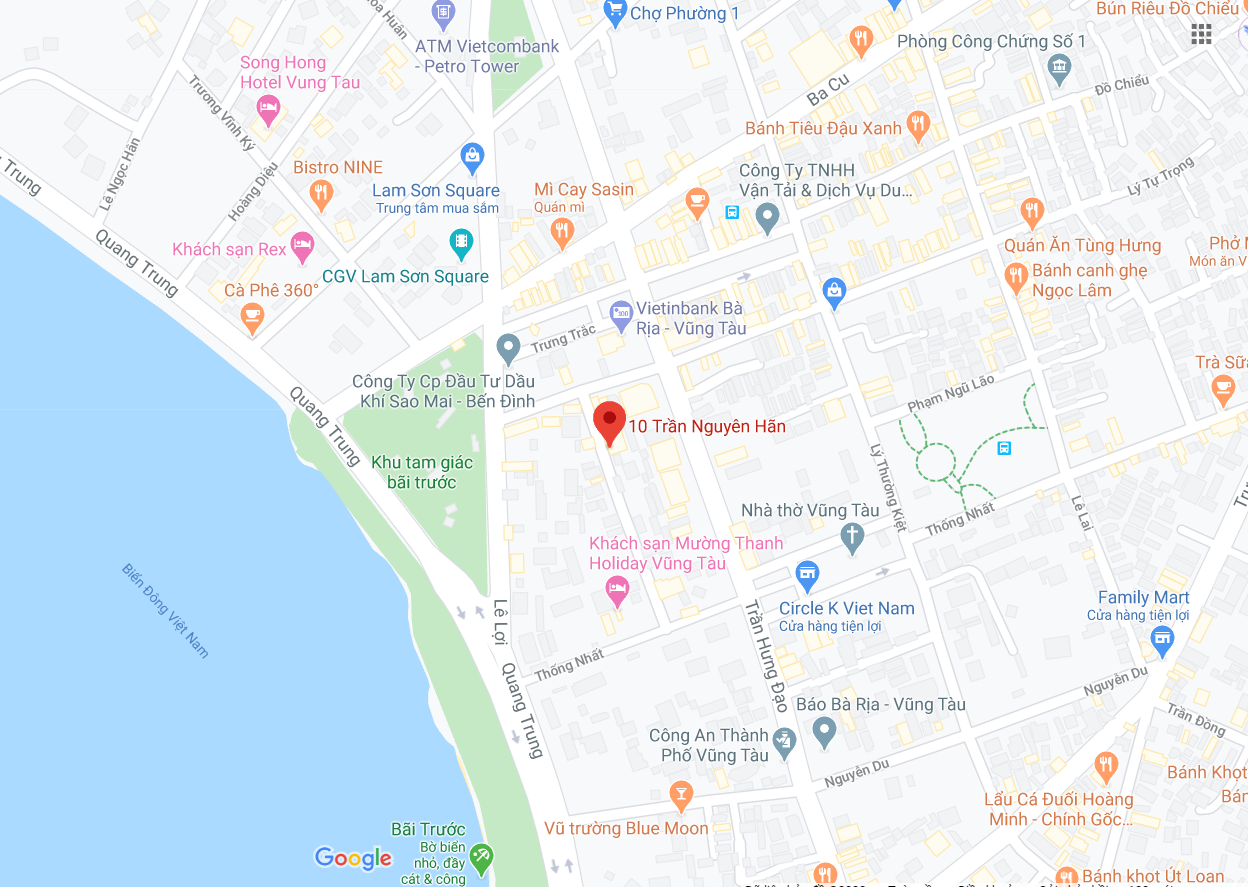 Bún Riêu Đồ Chiểu
Chợ Phường 1
ATM Vietcombank
- Petro Tower
Phòng Công Chứng Số 1
Song Hong
Hotel Vung Tau
Ba Cu
Đồ Chiểu
Trương Vĩnh Ký
Bánh Tiêu Đậu Xanh
Lê Ngọc Hân
Bistro NINE
Hoàng Diệu
Lam Sơn Square
Trung tâm mua sắm
Mì Cay Sasin
Quán mì
Công Ty TNHH
Vận Tải & Dịch Vụ Du...
Lý Tự Trọng
Trung
Quang Trung
Khách sạn Rex
CGV Lam Sơn Square
Quán Ăn Tùng Hưng
Phở
Món ăn V
Bánh canh ghẹ
Ngọc Lâm
Cà Phê 360°
Vietinbank Bà
Rịa - Vũng Tàu
Trưng Trắc
Công Ty Cp Đầu Tư Dầu
Khí Sao Mai - Bến Đình
Trà Sữa
Phạm Ngũ Lão
Quang Trung
10 Trần Nguyên Hãn
Khu tam giác
bãi trước
Lý Thường Kiệt
Nhà thờ Vũng Tàu
Thống Nhất
Lê Lai
Khách sạn Mường Thanh
Holiday Vũng Tàu
Biển Đông Việt Nam
Lê Lợi
Circle K Viet Nam
Cửa hàng tiện lợi
Family Mart
Cửa hàng tiện lợi
Trần Hưng Đạo
Thống Nhất
Quang Trung
Nguyễn Du
Báo Bà Rịa - Vũng Tàu
Trần Đồng
Công An Thành
Phố Vũng Tàu
Nguyễn Du
Bánh Khọt
Bán
Lẩu Cá Đuối Hoàng
Minh - Chính Gốc...
Vũ trường Blue Moon
Bãi Trước
Bờ biển
nhỏ, đầy
cát & công
Google
Bánh khọt Út Loan